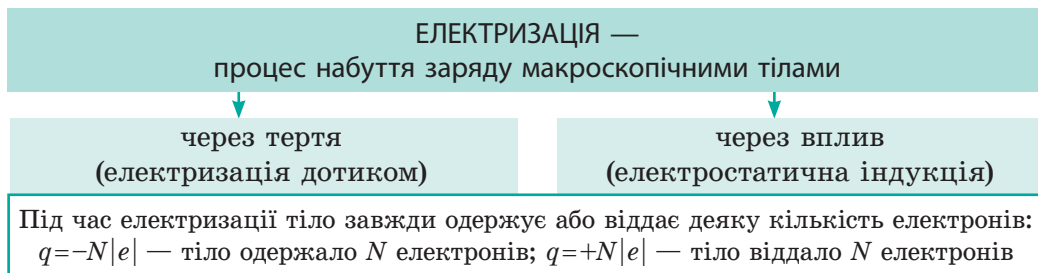 ЕЛЕКТРИЗАЦІЯ —
процес набуття заряду макроскопічними тілами
через тертя
(електризація дотиком)
через вплив
(електростатична індукція)
Під час електризації тіло завжди одержує або віддає деяку кількість електронів:
q=−N|e| — тіло одержало N електронів; q=+N|e| — тіло віддало N електронів